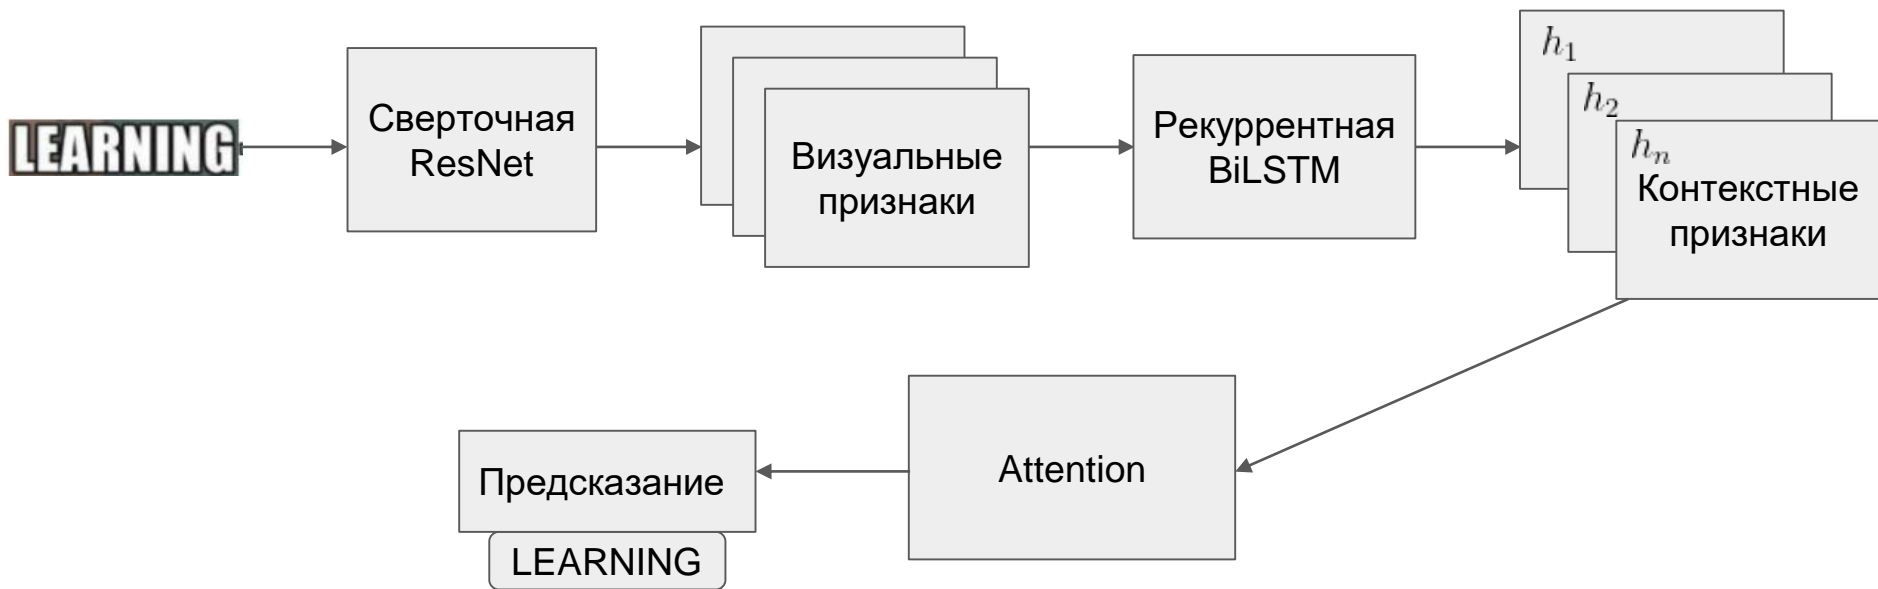 LEARNING
Сверточная
ResNet
Визуальные
признаки
Рекуррентная
BiLSTM
h₁
h₂
hₙ
Контекстные
признаки
Attention
Предсказание
LEARNING